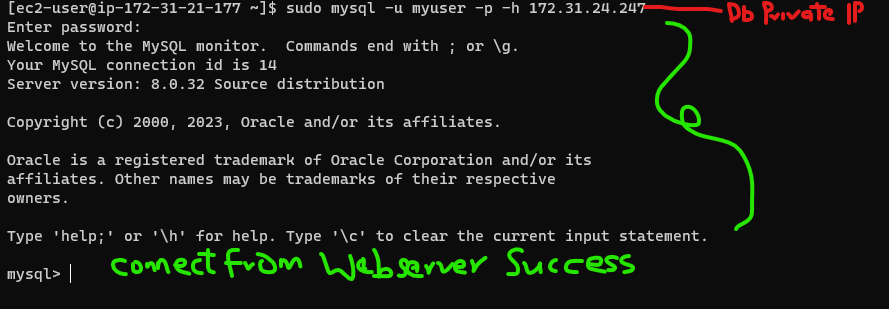 [ec2-user@ip-172-31-21-177 ~]$ sudo mysql -u myuser -p -h 172.31.24.247 Db Private IP
Enter password:
Welcome to the MySQL monitor.  Commands end with ; or \g.
Your MySQL connection id is 14
Server version: 8.0.32 Source distribution
Copyright (c) 2000, 2023, Oracle and/or its affiliates.
Oracle is a registered trademark of Oracle Corporation and/or its
affiliates. Other names may be trademarks of their respective
owners.
Type 'help;' or '\h' for help. Type '\c' to clear the current input statement.
conect from Webserver Success
mysql>